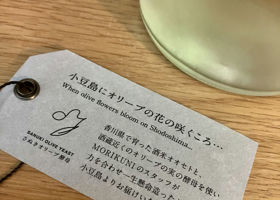 小豆島にオリーブの花の咲くころ…
When olive flowers bloom on Shodoshima...
香川県で育った酒米オオセトと、
酒蔵近くのオリーブの実の酵母を使い
MORIKUNIのスタッフが
力を合わせ一生懸命造った
小豆島よりお届けいた
SANUKI OLIVE YEAST
さぬきオリーブ酵母